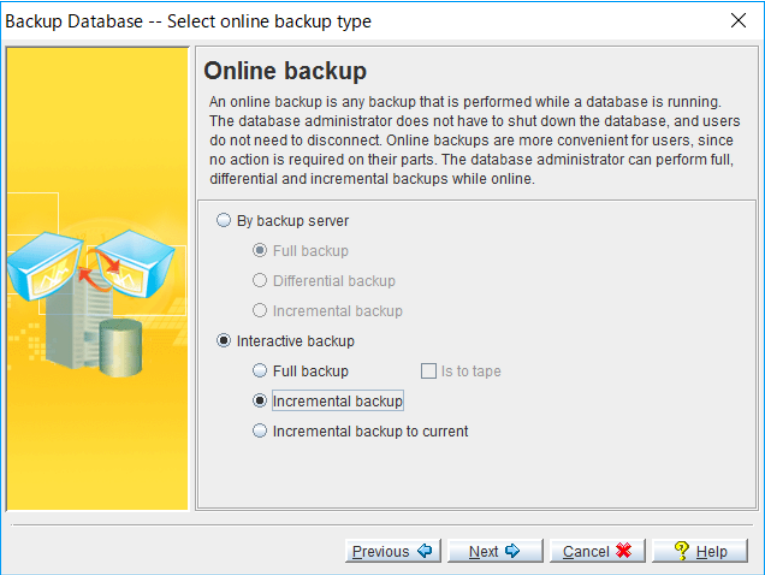 Backup Database -- Select online backup type
Online backup
An online backup is any backup that is performed while a database is running.
The database administrator does not have to shut down the database, and users
do not need to disconnect. Online backups are more convenient for users, since
no action is required on their parts. The database administrator can perform full,
differential and incremental backups while online.
By backup server
Full backup
Differential backup
Incremental backup
Interactive backup
Full backup Is to tape
Incremental backup
Incremental backup to current
Previous Next Cancel Help